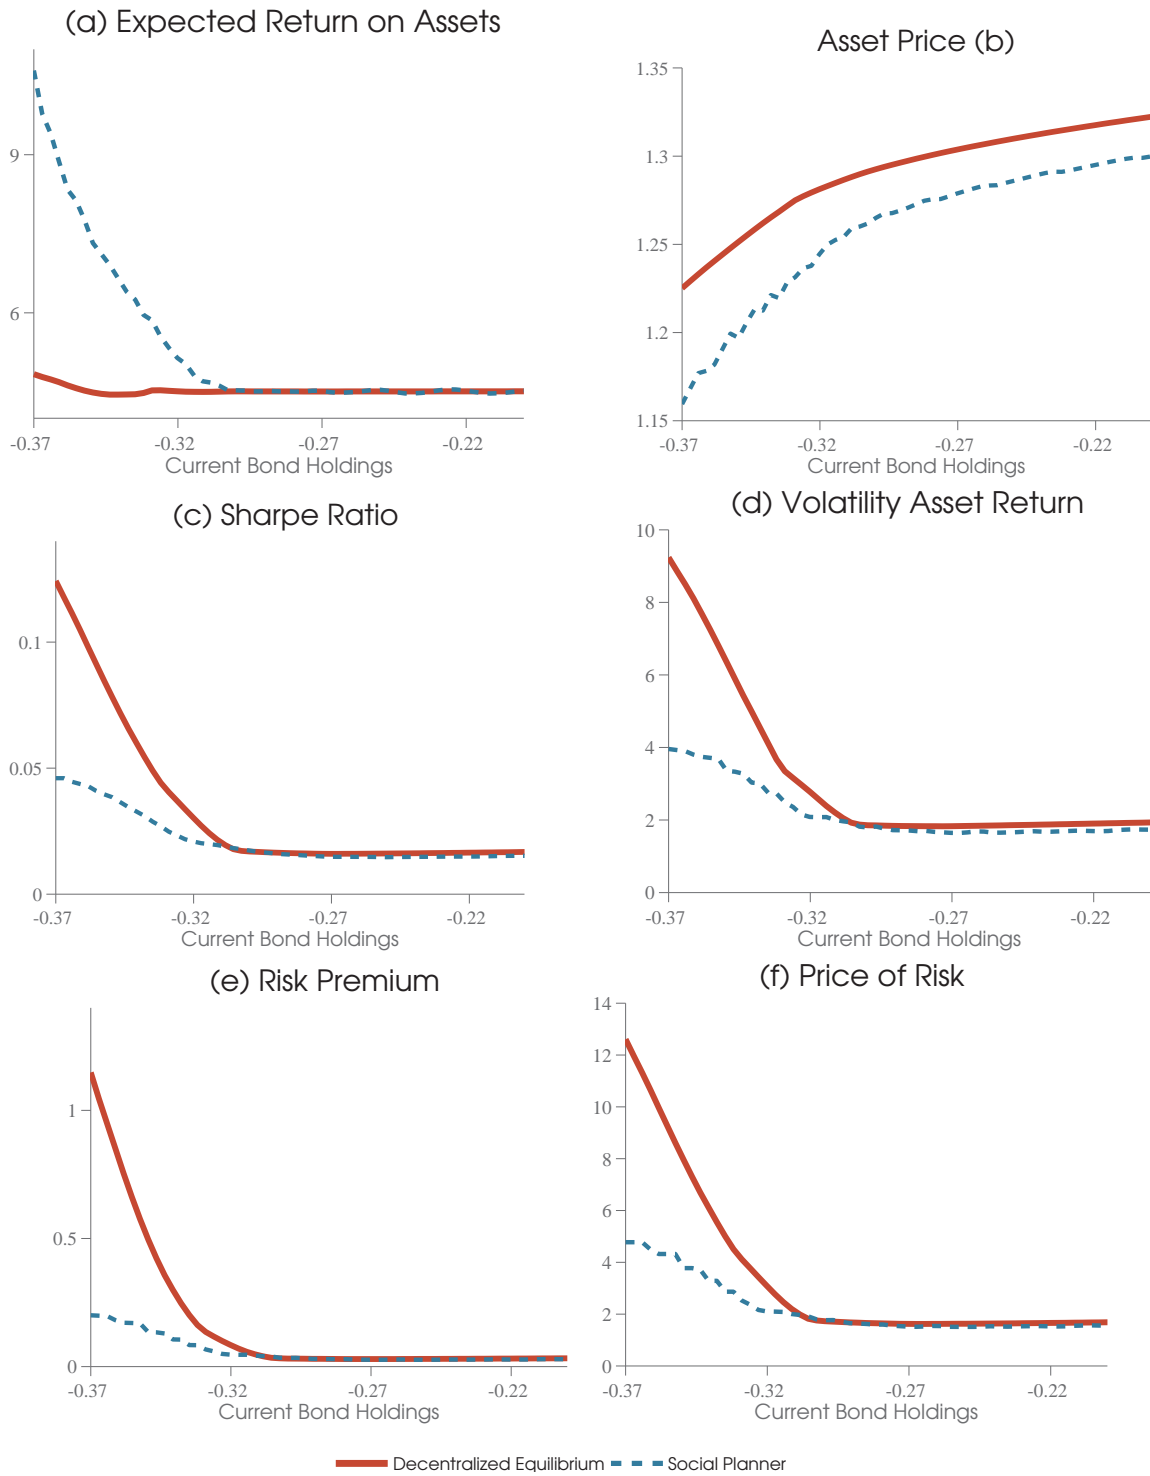 (a) Expected Return on Assets
9
6
-0.37 -0.32 -0.27 -0.22
Current Bond Holdings
Asset Price (b)
1.35
1.3
1.25
1.2
1.15
-0.37 -0.32 -0.27 -0.22
Current Bond Holdings
(c) Sharpe Ratio
0.1
0.05
0
-0.37 -0.32 -0.27 -0.22
Current Bond Holdings
(d) Volatility Asset Return
10
8
6
4
2
0
-0.37 -0.32 -0.27 -0.22
Current Bond Holdings
(e) Risk Premium
1
0.5
0
-0.37 -0.32 -0.27 -0.22
Current Bond Holdings
(f) Price of Risk
14
12
10
8
6
4
2
0
-0.37 -0.32 -0.27 -0.22
Current Bond Holdings
Decentralized Equilibrium Social Planner